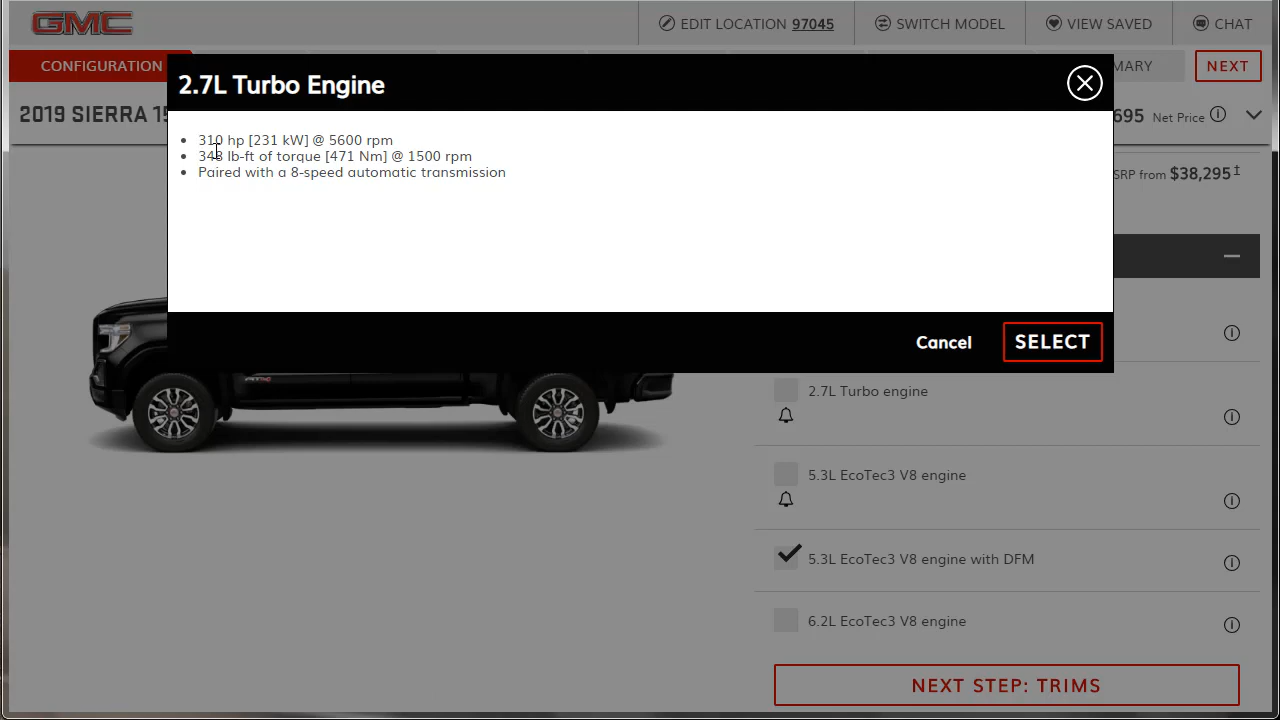 GMC
EDIT LOCATION 97045
SWITCH MODEL
VIEW SAVED
CHAT
CONFIGURATION
MARY
NEXT
2019 SIERRA 15
695 Net Price
2.7L Turbo Engine
310 hp [231 kW] @ 5600 rpm
348 lb-ft of torque [471 Nm] @ 1500 rpm
Paired with a 8-speed automatic transmission
Cancel
SELECT
SRP from $38,295‡
2.7L Turbo engine
5.3L EcoTec3 V8 engine
5.3L EcoTec3 V8 engine with DFM
6.2L EcoTec3 V8 engine
NEXT STEP: TRIMS